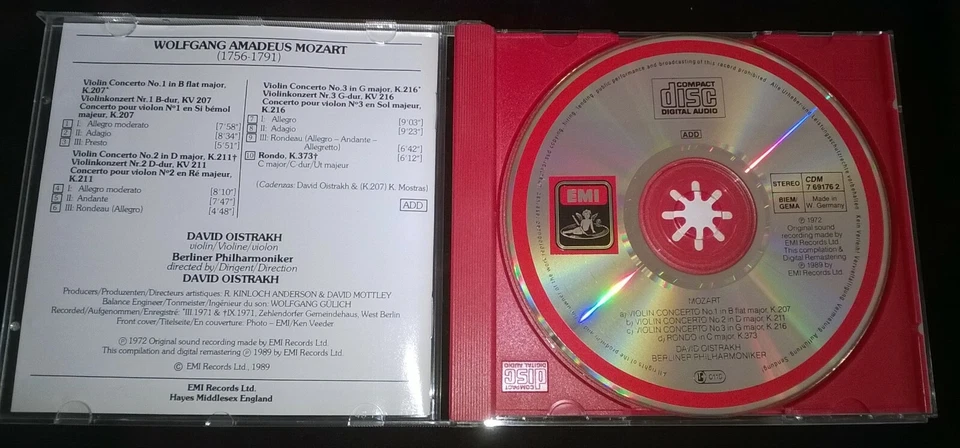 WOLFGANG AMADEUS MOZART
(1756-1791)
Violin Concerto No.1 in B flat major,
K.207*
Violinkonzert Nr.1 B-dur, KV 207
Concerto pour violon Nº1 en Si bémol
majeur, K.207
1 I: Allegro moderato [7'58"]
2 II: Adagio [8'34"]
3 III: Presto [5'51"]
Violin Concerto No.2 in D major, K.211†
Violinkonzert Nr.2 D-dur, KV 211
Concerto pour violon Nº2 en Ré majeur,
K.211
4 I: Allegro moderato [8'10"]
5 II: Andante [7'47"]
6 III: Rondeau (Allegro) [4'48"]
Violin Concerto No.3 in G major, K.216*
Violinkonzert Nr.3 G-dur, KV 216
Concerto pour violon Nº3 en Sol majeur,
K.216
7 I: Allegro [9'03"]
8 II: Adagio [9'23"]
9 III: Rondeau (Allegro – Andante –
Allegretto) [6'42"]
10 Rondo, K.373† [6'12"]
C major/C-dur/Ut majeur
(Cadenzas: David Oistrakh & (K.207) K. Mostras)
ADD
DAVID OISTRAKH
violin/Violine/violon
Berliner Philharmoniker
directed by/Dirigent/Direction
DAVID OISTRAKH
Producers/Produzenten/Directeurs artistiques: R. KINLOCH ANDERSON & DAVID MOTTLEY
Balance Engineer/Tonmeister/Ingénieur du son: WOLFGANG GÜLICH
Recorded/Aufgenommen/Enregistré: *III.1971 & †IX.1971, Zehlendorfer Gemeindehaus, West Berlin
Front cover/Titelseite/En couverture: Photo – EMI/Ken Veeder
℗ 1972 Original sound recording made by EMI Records Ltd.
This compilation and digital remastering ℗ 1989 by EMI Records Ltd.
© EMI Records Ltd., 1989
EMI Records Ltd.
Hayes Middlesex England
COMPACT
disc
DIGITAL AUDIO
ADD
EMI
STEREO
CDM
7 69176 2
BIEM/
GEMA
Made in
W. Germany
℗ 1972
Original sound
recording made by
EMI Records Ltd.
This compilation &
Digital Remastering
℗ 1989 by
EMI Records Ltd.
MOZART
a) VIOLIN CONCERTO No.1 in B flat major, K.207
b) VIOLIN CONCERTO No.2 in D major, K.211
c) VIOLIN CONCERTO No.3 in G major, K.216
d) RONDO in C major, K.373
DAVID OISTRAKH
BERLINER PHILHARMONIKER
COMPACT
disc
DIGITAL AUDIO